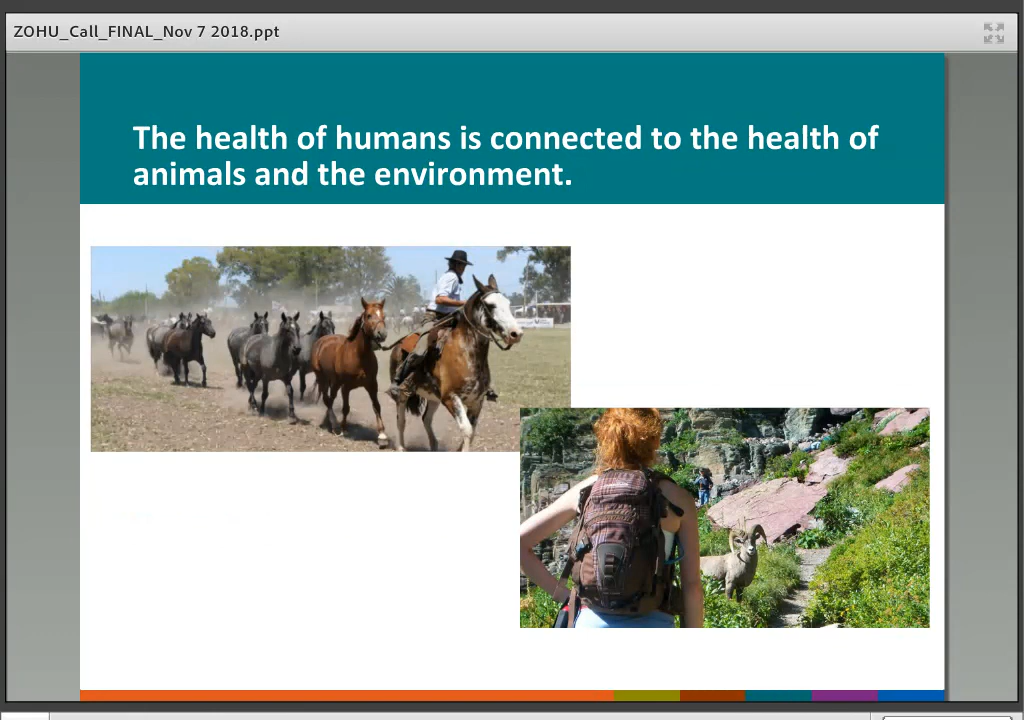 ZOHU_Call_FINAL_Nov 7 2018.ppt
The health of humans is connected to the health of
animals and the environment.